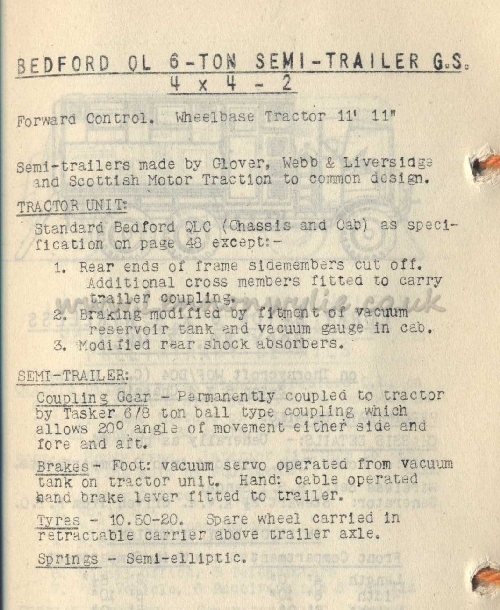 BEDFORD QL 6-TON SEMI-TRAILER G.S.
4 x 4 - 2
Forward Control. Wheelbase Tractor 11' 11"
Semi-trailers made by Glover, Webb & Liversidge
and Scottish Motor Traction to common design.
TRACTOR UNIT:
Standard Bedford QLC (Chassis and Cab) as speci-
fication on page 48 except:-
1. Rear ends of frame sidemembers cut off.
Additional cross members fitted to carry
trailer coupling.
2. Braking modified by fitment of vacuum
reservoir tank and vacuum gauge in cab.
3. Modified rear shock absorbers.
SEMI-TRAILER:
Coupling Gear - Permanently coupled to tractor
by Tasker 6/8 ton ball type coupling which
allows 20° angle of movement either side and
fore and aft.
Brakes - Foot: vacuum servo operated from vacuum
tank on tractor unit. Hand: cable operated
hand brake lever fitted to trailer.
Tyres - 10.50-20. Spare wheel carried in
retractable carrier above trailer axle.
Springs - Semi-elliptic.